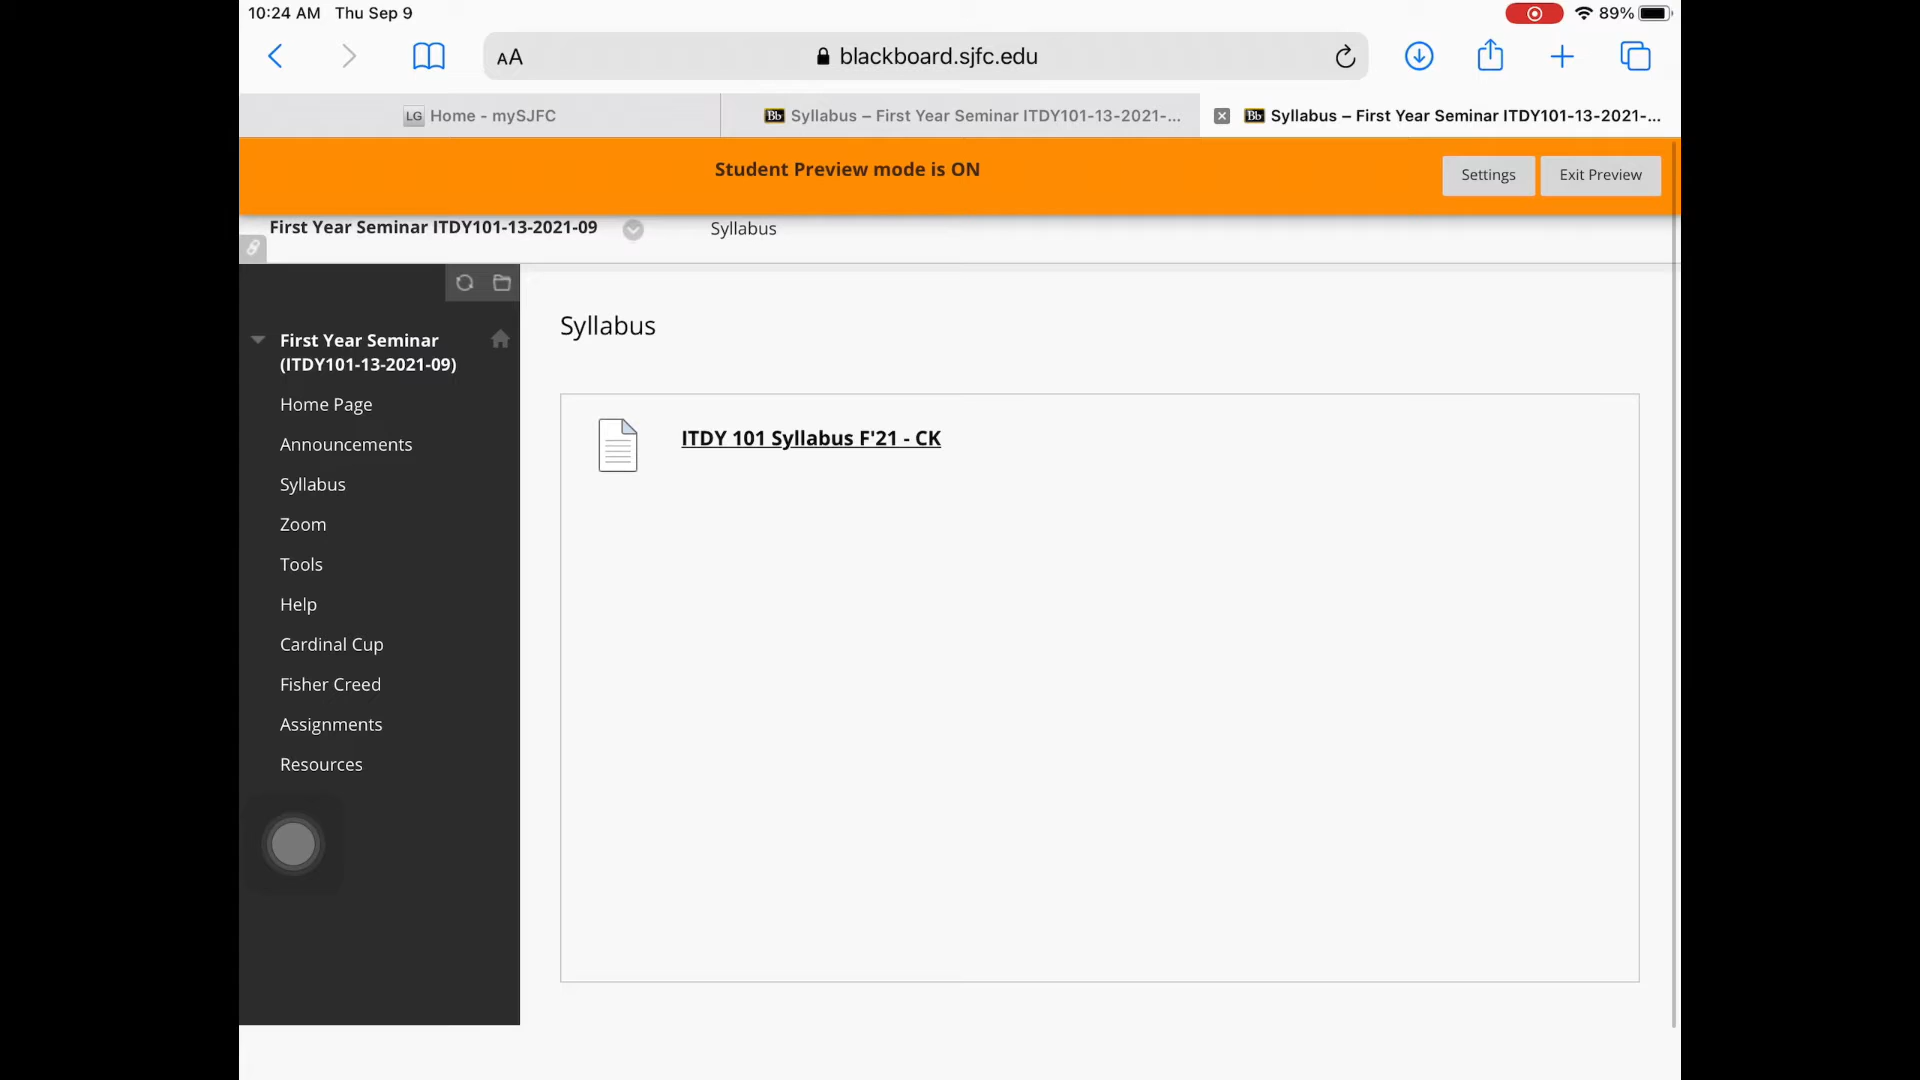 10:24 AM Thu Sep 9
89%
AA
blackboard.sjfc.edu
LG Home - mySJFC
Bb Syllabus – First Year Seminar ITDY101-13-2021-...
Bb Syllabus – First Year Seminar ITDY101-13-2021-...
Student Preview mode is ON
Settings
Exit Preview
First Year Seminar ITDY101-13-2021-09
Syllabus
First Year Seminar
(ITDY101-13-2021-09)
Home Page
Announcements
Syllabus
Zoom
Tools
Help
Cardinal Cup
Fisher Creed
Assignments
Resources
Syllabus
ITDY 101 Syllabus F'21 - CK